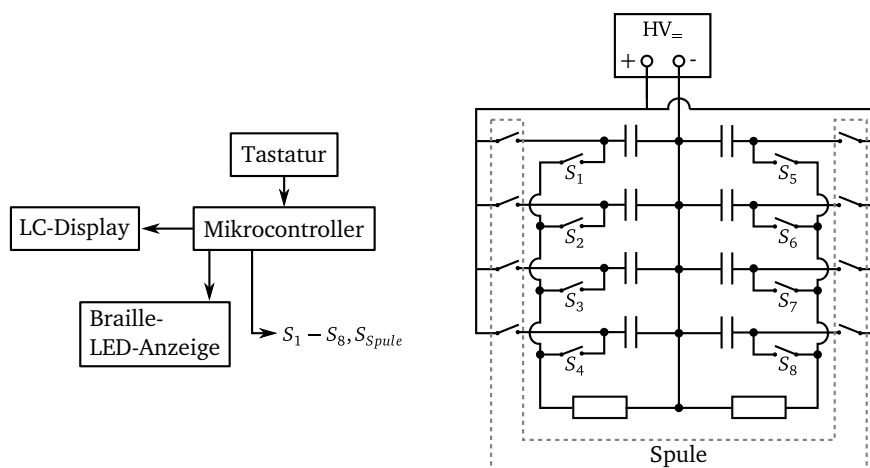 Tastatur
LC-Display
Mikrocontroller
Braille-
LED-Anzeige
S₁ – S₈, S_Spule
HV₌
+
-
S₁
S₅
S₂
S₆
S₃
S₇
S₄
S₈
Spule